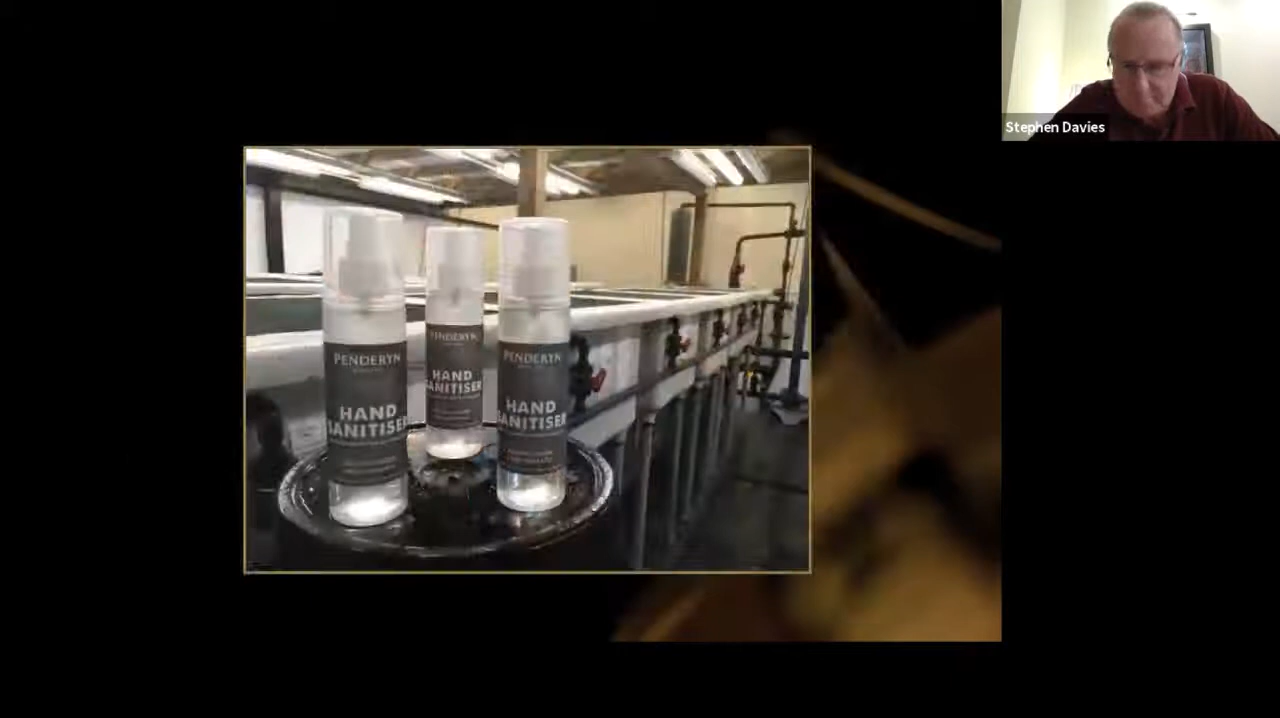 Stephen Davies
PENDERYN
HAND
SANITISER
PENDERYN
HAND
SANITISER
PENDERYN
HAND
SANITISER